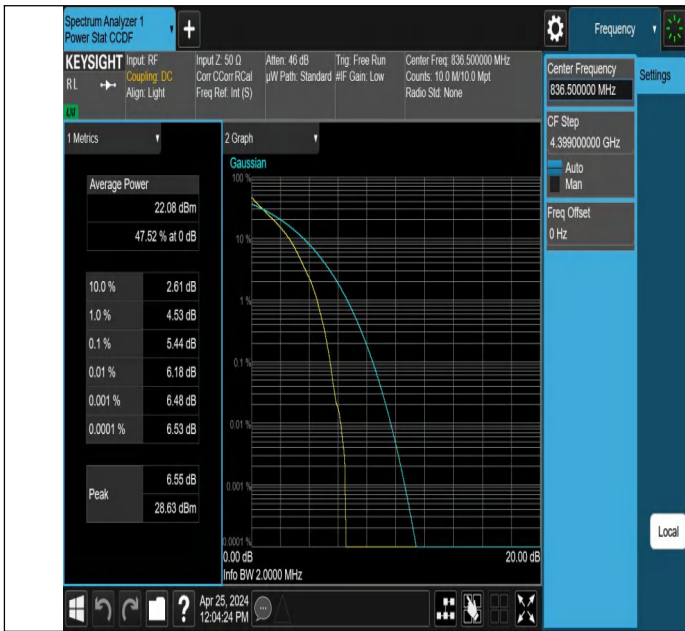 Spectrum Analyzer 1
Power Stat CCDF
+
Frequency
KEYSIGHT
RL
LNI
Input: RF
Coupling: DC
Align: Light
Input Z: 50 Ω
Corr CCorr RCal
Freq Ref: Int (S)
Atten: 46 dB
µW Path: Standard
Trig: Free Run
#IF Gain: Low
Center Freq: 836.500000 MHz
Counts: 10.0 M/10.0 Mpt
Radio Std: None
Center Frequency
836.500000 MHz
Settings
CF Step
4.399000000 GHz
Auto
Man
Freq Offset
0 Hz
1 Metrics
Average Power
22.08 dBm
47.52 % at 0 dB
10.0 % 2.61 dB
1.0 % 4.53 dB
0.1 % 5.44 dB
0.01 % 6.18 dB
0.001 % 6.48 dB
0.0001 % 6.53 dB
Peak
6.55 dB
28.63 dBm
2 Graph
Gaussian
100 %
10 %
1 %
0.1 %
0.01 %
0.001 %
0.0001 %
0.00 dB 20.00 dB
Info BW 2.0000 MHz
Local
?
Apr 25, 2024
12:04:24 PM